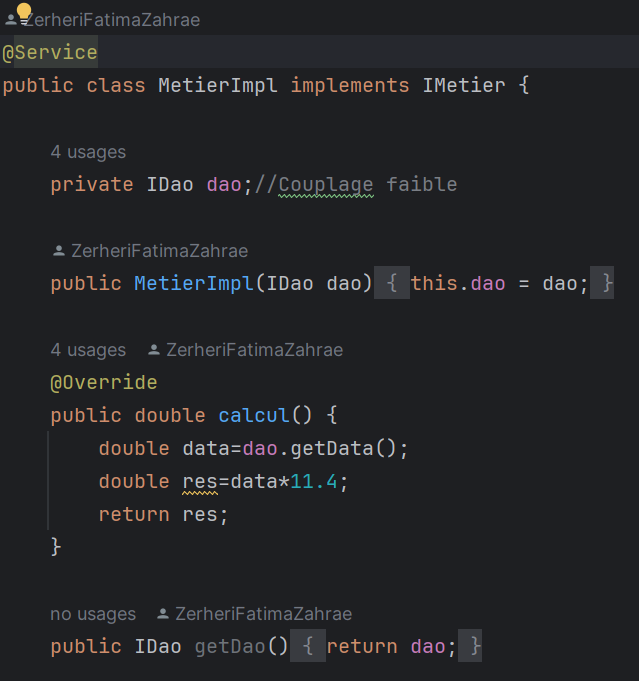 ZerheriFatimaZahrae
@Service
public class MetierImpl implements IMetier {
4 usages
private IDao dao;//Couplage faible
ZerheriFatimaZahrae
public MetierImpl(IDao dao) { this.dao = dao; }
4 usages ZerheriFatimaZahrae
@Override
public double calcul() {
double data=dao.getData();
double res=data*11.4;
return res;
}
no usages ZerheriFatimaZahrae
public IDao getDao() { return dao; }